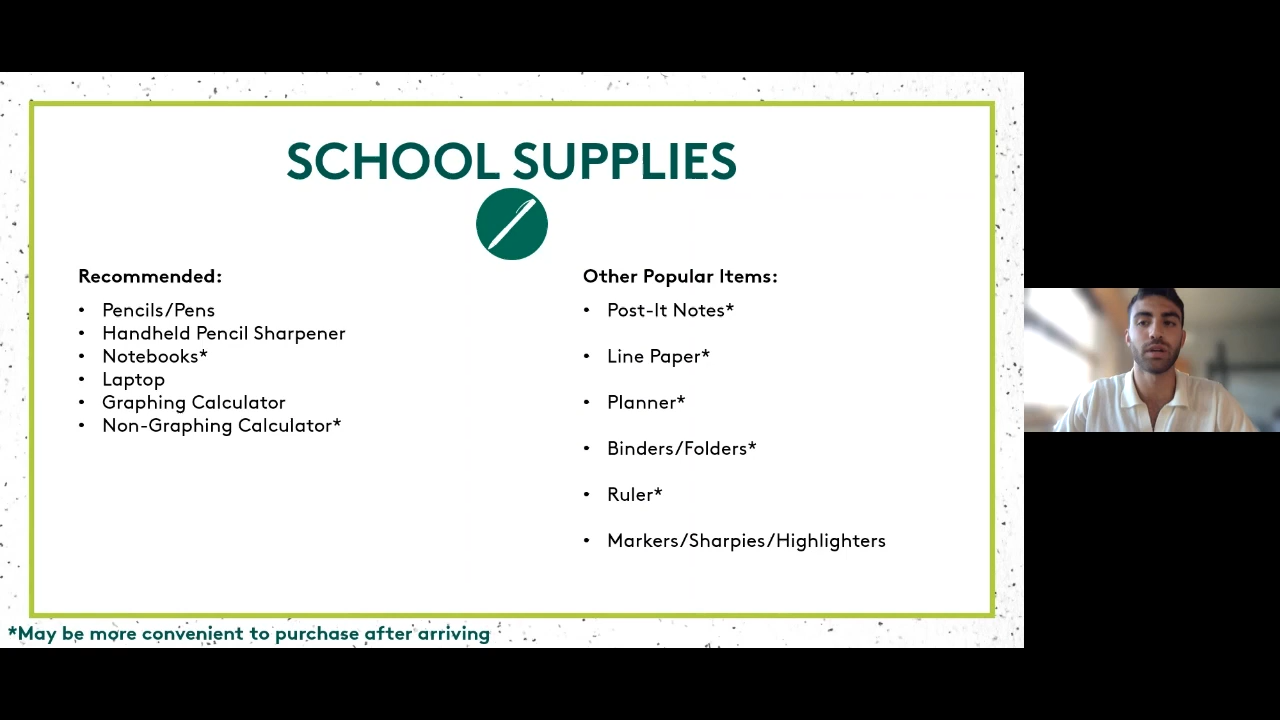 SCHOOL SUPPLIES
Recommended:
• Pencils/Pens
• Handheld Pencil Sharpener
• Notebooks*
• Laptop
• Graphing Calculator
• Non-Graphing Calculator*
Other Popular Items:
• Post-It Notes*
• Line Paper*
• Planner*
• Binders/Folders*
• Ruler*
• Markers/Sharpies/Highlighters
*May be more convenient to purchase after arriving